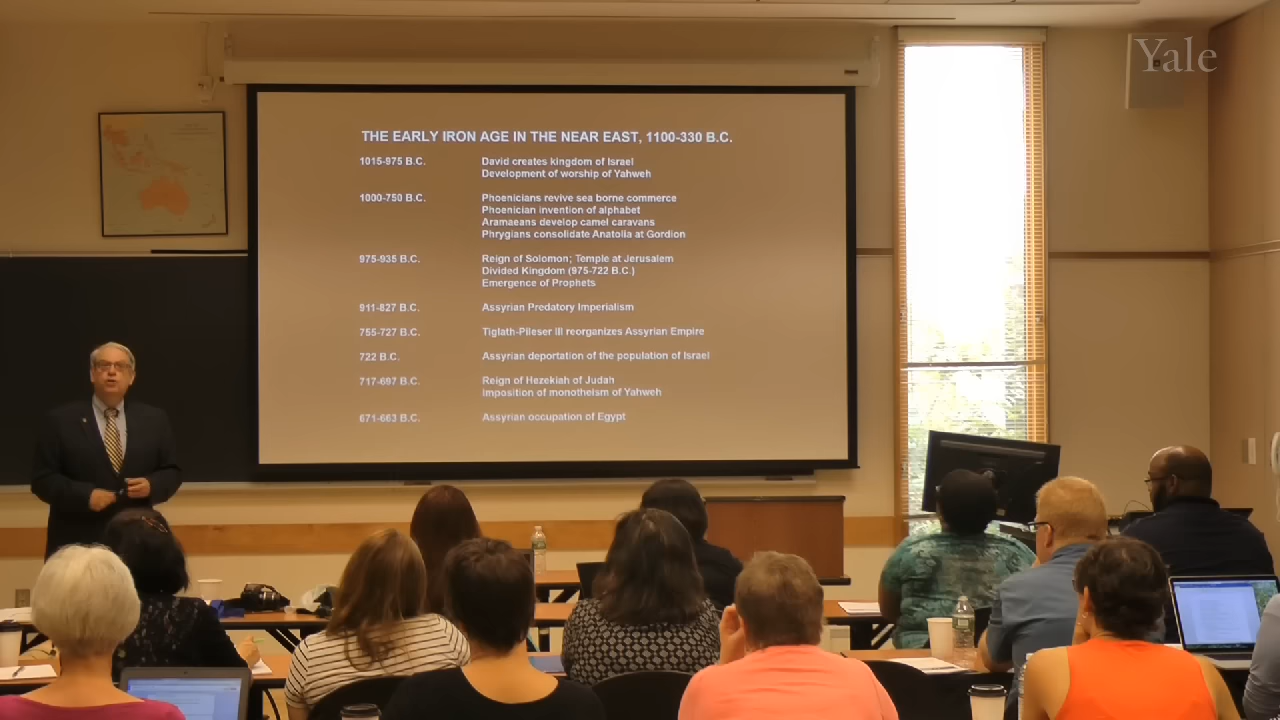 Yale
THE EARLY IRON AGE IN THE NEAR EAST, 1100-330 B.C.
1015-975 B.C. David creates kingdom of Israel
Development of worship of Yahweh
1000-750 B.C. Phoenicians revive sea borne commerce
Phoenician invention of alphabet
Aramaeans develop camel caravans
Phrygians consolidate Anatolia at Gordion
975-935 B.C. Reign of Solomon; Temple at Jerusalem
Divided Kingdom (975-722 B.C.)
Emergence of Prophets
911-827 B.C. Assyrian Predatory Imperialism
755-727 B.C. Tiglath-Pileser III reorganizes Assyrian Empire
722 B.C. Assyrian deportation of the population of Israel
717-697 B.C. Reign of Hezekiah of Judah
Imposition of monotheism of Yahweh
671-663 B.C. Assyrian occupation of Egypt